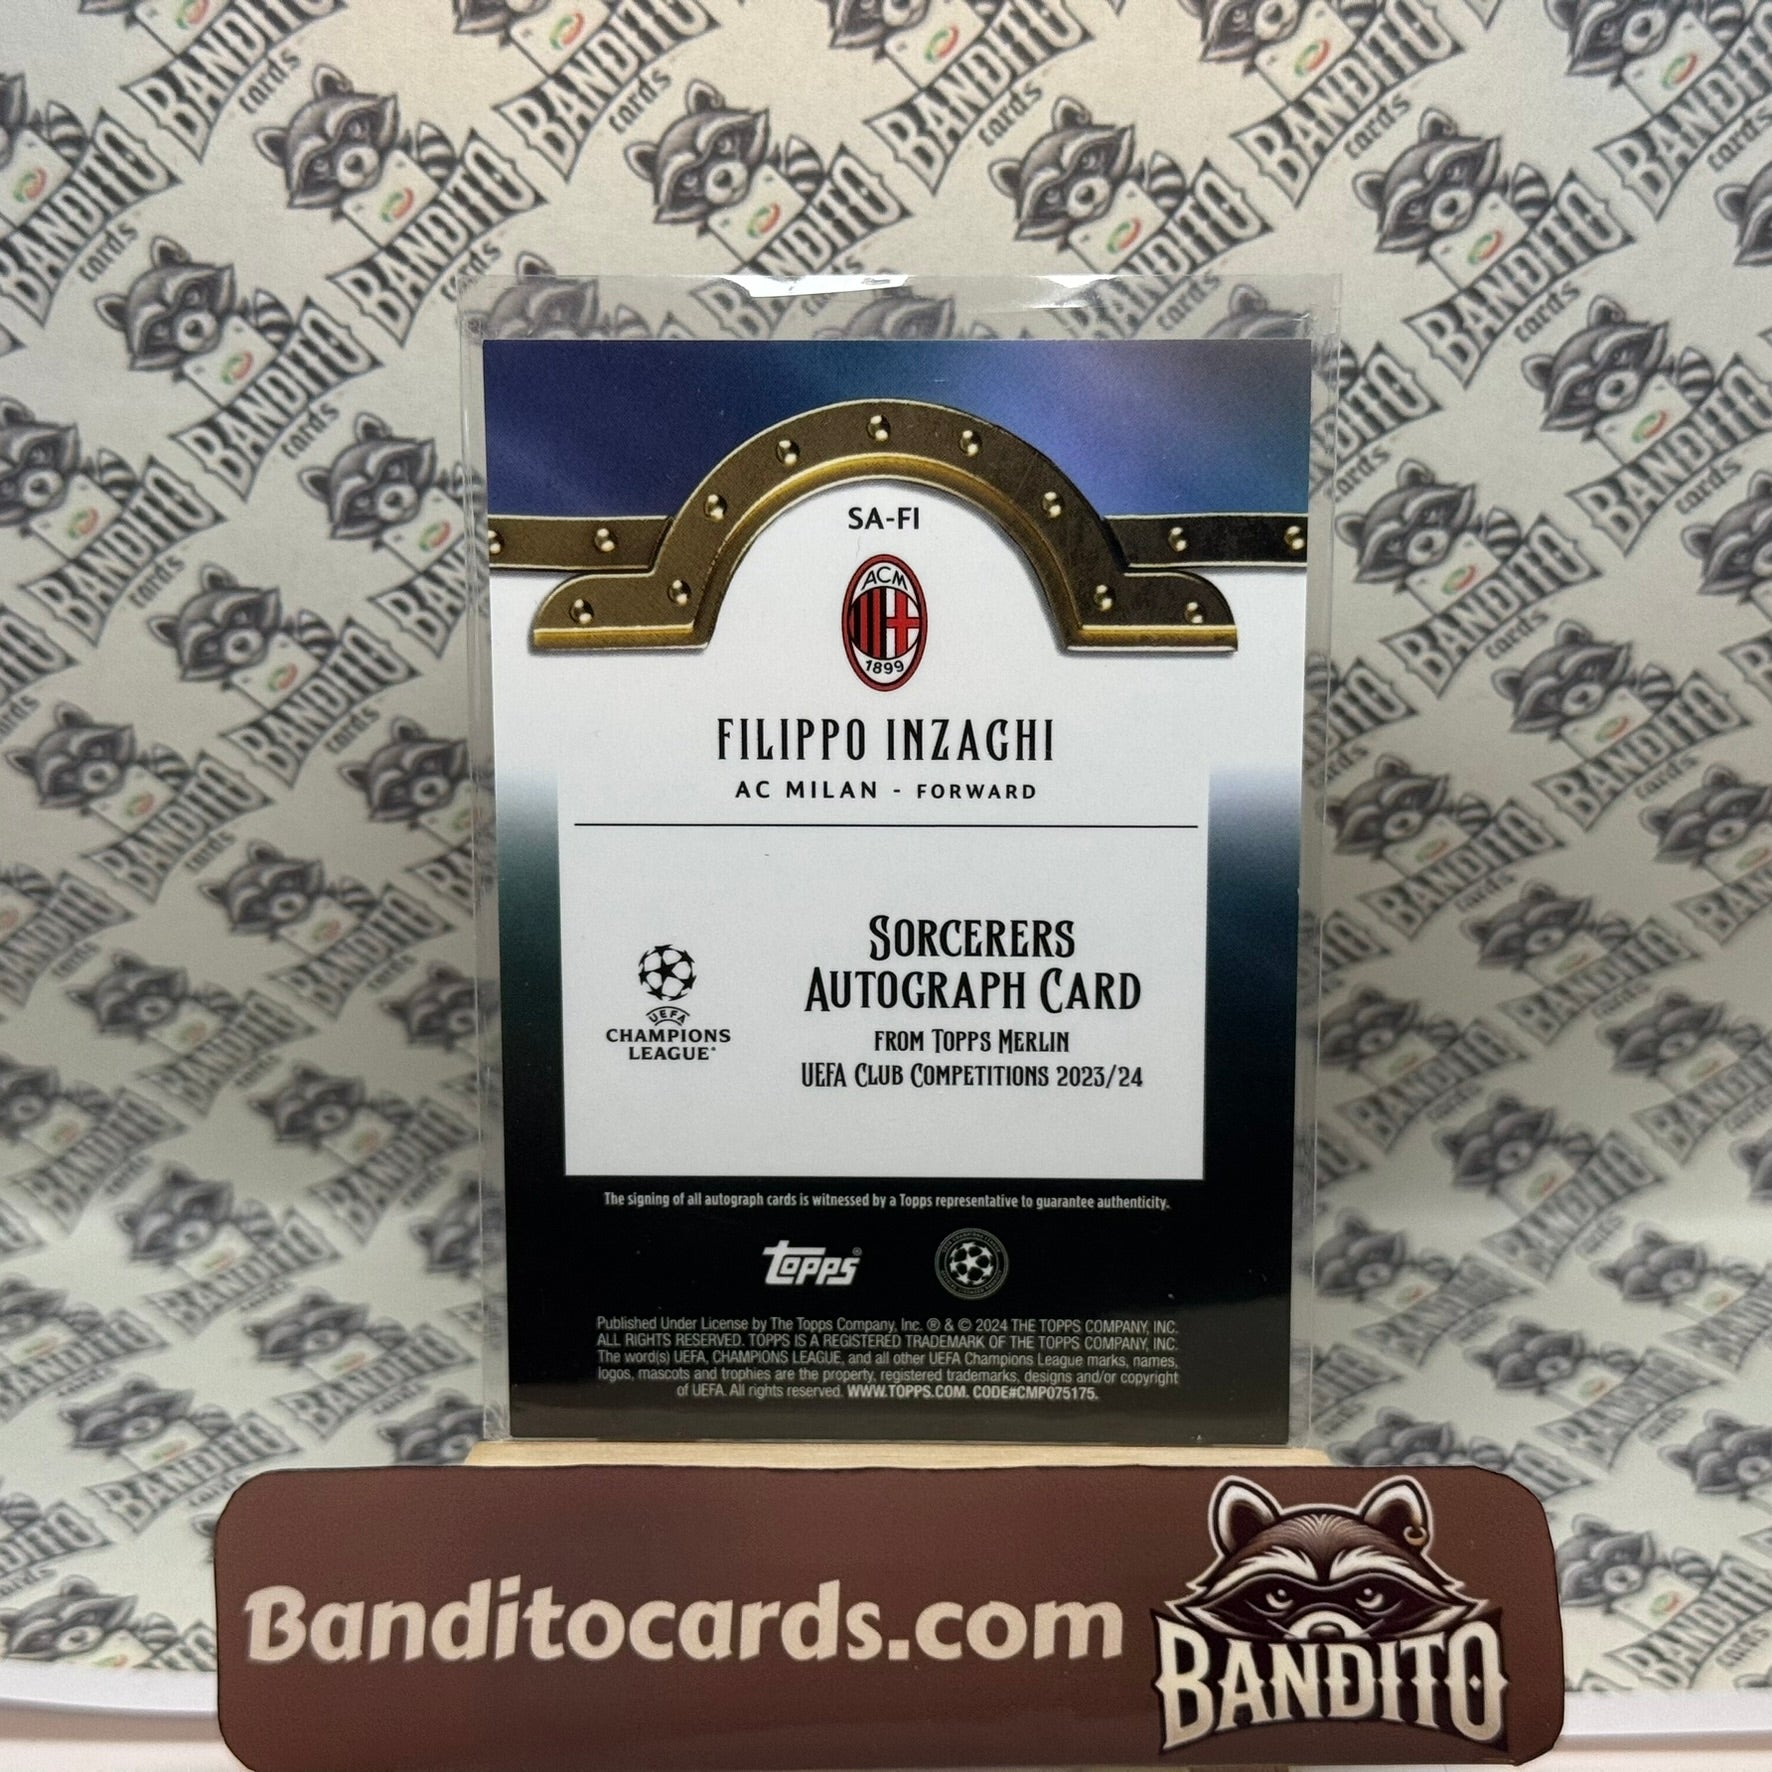 SA-FI
ACM
1899
FILIPPO INZAGHI
AC MILAN - FORWARD
SORCERERS
AUTOGRAPH CARD
FROM TOPPS MERLIN
UEFA CLUB COMPETITIONS 2023/24
UEFA
CHAMPIONS
LEAGUE®
The signing of all autograph cards is witnessed by a Topps representative to guarantee authenticity.
topps®
Published Under License by The Topps Company, Inc. ® & © 2024 THE TOPPS COMPANY, INC.
ALL RIGHTS RESERVED. TOPPS IS A REGISTERED TRADEMARK OF THE TOPPS COMPANY, INC.
The word(s) UEFA, CHAMPIONS LEAGUE, and all other UEFA Champions League marks, names,
logos, mascots and trophies are the property, registered trademarks, designs and/or copyright
of UEFA. All rights reserved. WWW.TOPPS.COM. CODE#CMP075175.
Banditocards.com
BANDITO
BANDITO
cards